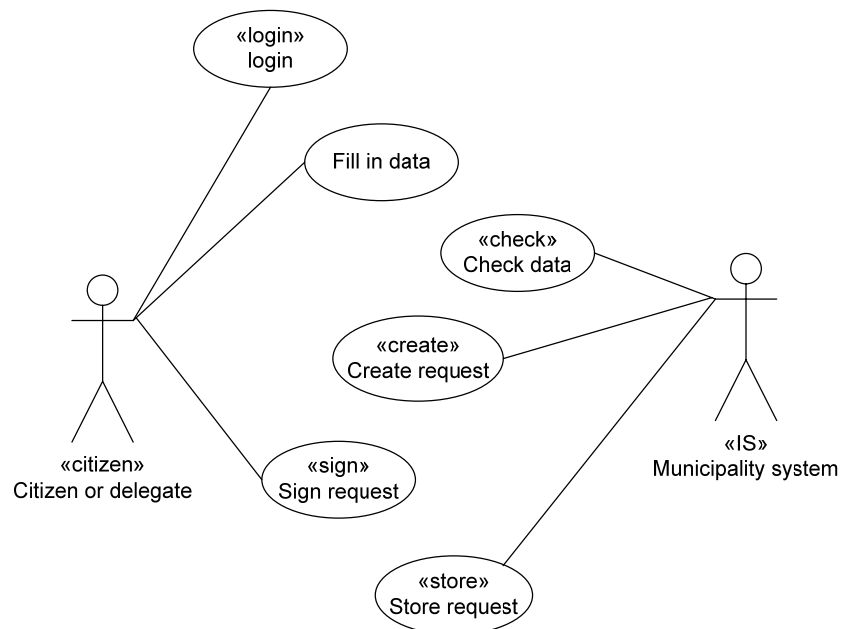 «login»
login
Fill in data
«check»
Check data
«create»
Create request
«citizen»
Citizen or delegate
«IS»
Municipality system
«sign»
Sign request
«store»
Store request